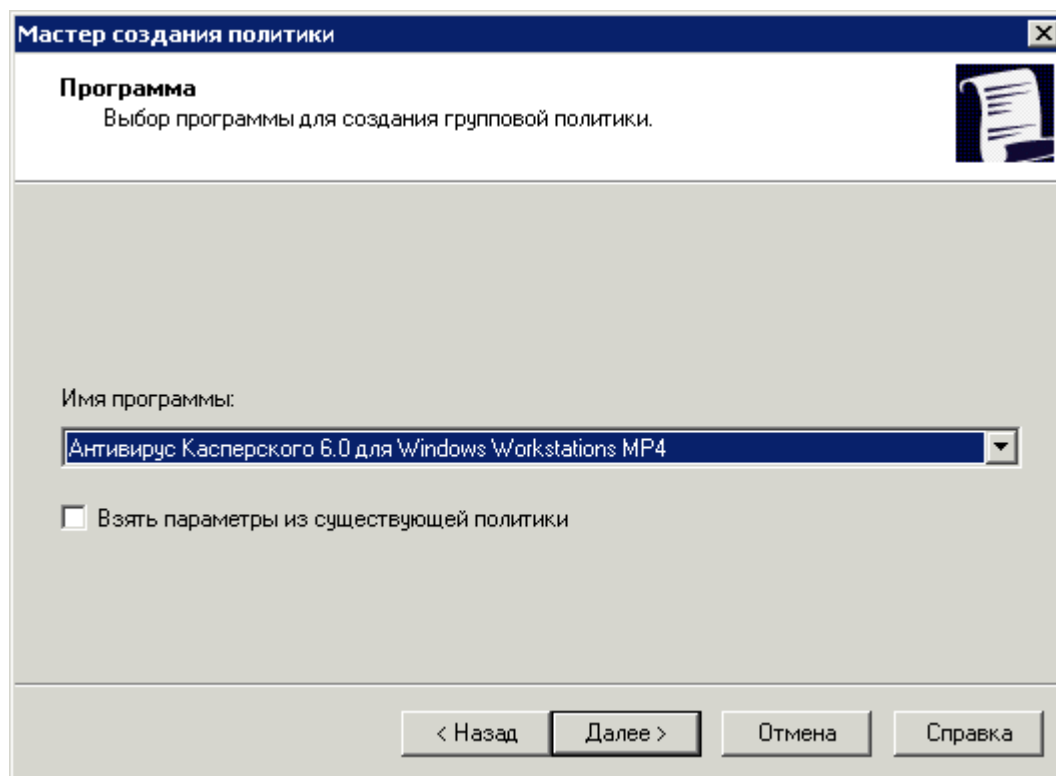 Мастер создания политики
Программа
Выбор программы для создания групповой политики.
Имя программы:
Антивирус Касперского 6.0 для Windows Workstations MP4
Взять параметры из существующей политики
< Назад Далее > Отмена Справка